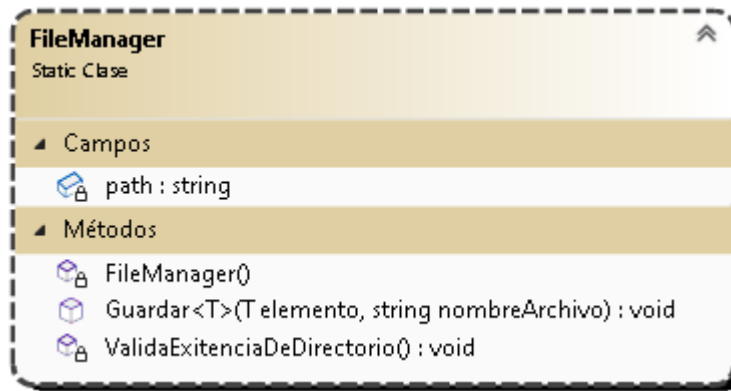 FileManager
Static Clase
Campos
path : string
Métodos
FileManager()
Guardar<T>(T elemento, string nombreArchivo) : void
ValidaExitenciaDeDirectorio() : void